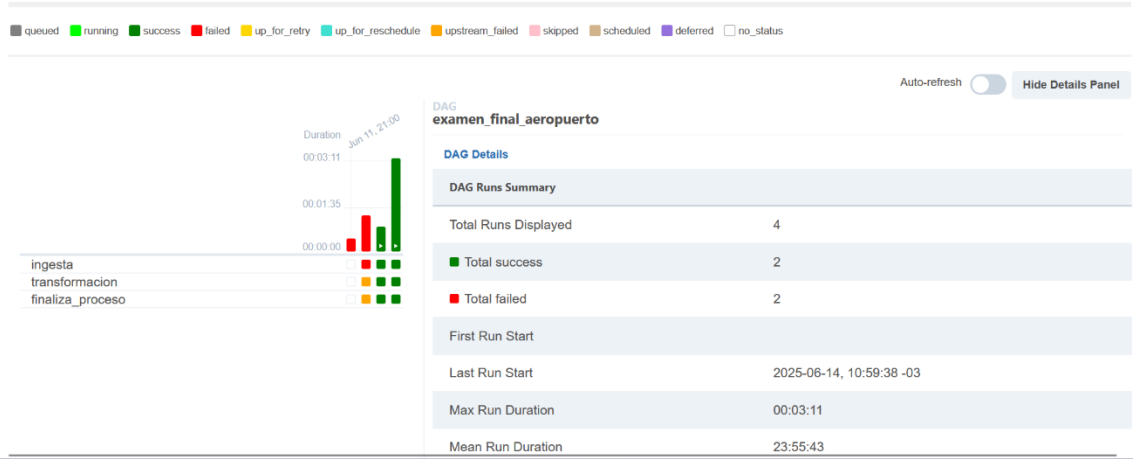 queued running success failed up_for_retry up_for_reschedule upstream_failed skipped scheduled deferred no_status
Auto-refresh Hide Details Panel
Duration
Jun 11, 21:00
00:03:11
00:01:35
00:00:00
ingesta
transformacion
finaliza_proceso
DAG
examen_final_aeropuerto
DAG Details
DAG Runs Summary
Total Runs Displayed 4
Total success 2
Total failed 2
First Run Start
Last Run Start 2025-06-14, 10:59:38 -03
Max Run Duration 00:03:11
Mean Run Duration 23:55:43